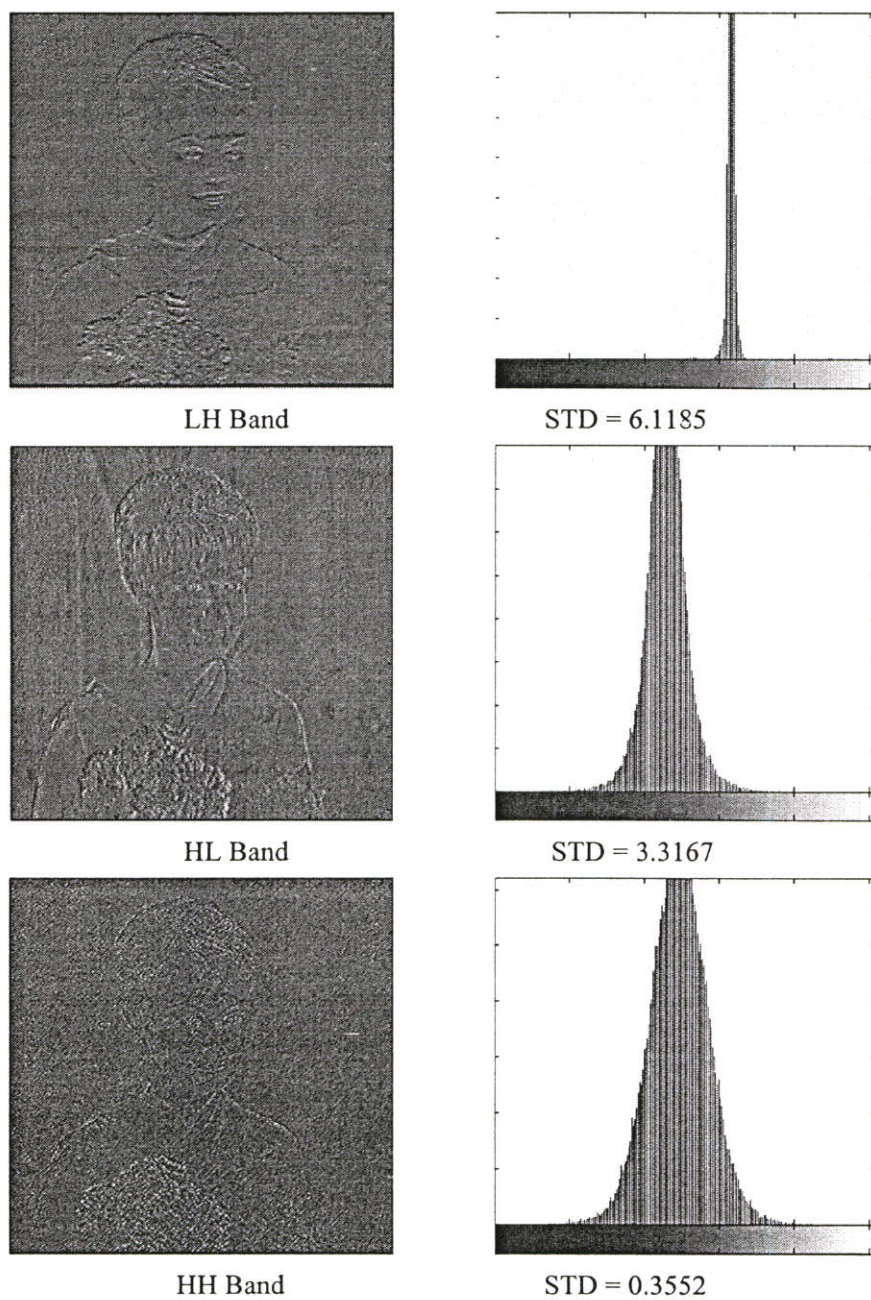 LH Band
STD = 6.1185
HL Band
STD = 3.3167
HH Band
STD = 0.3552